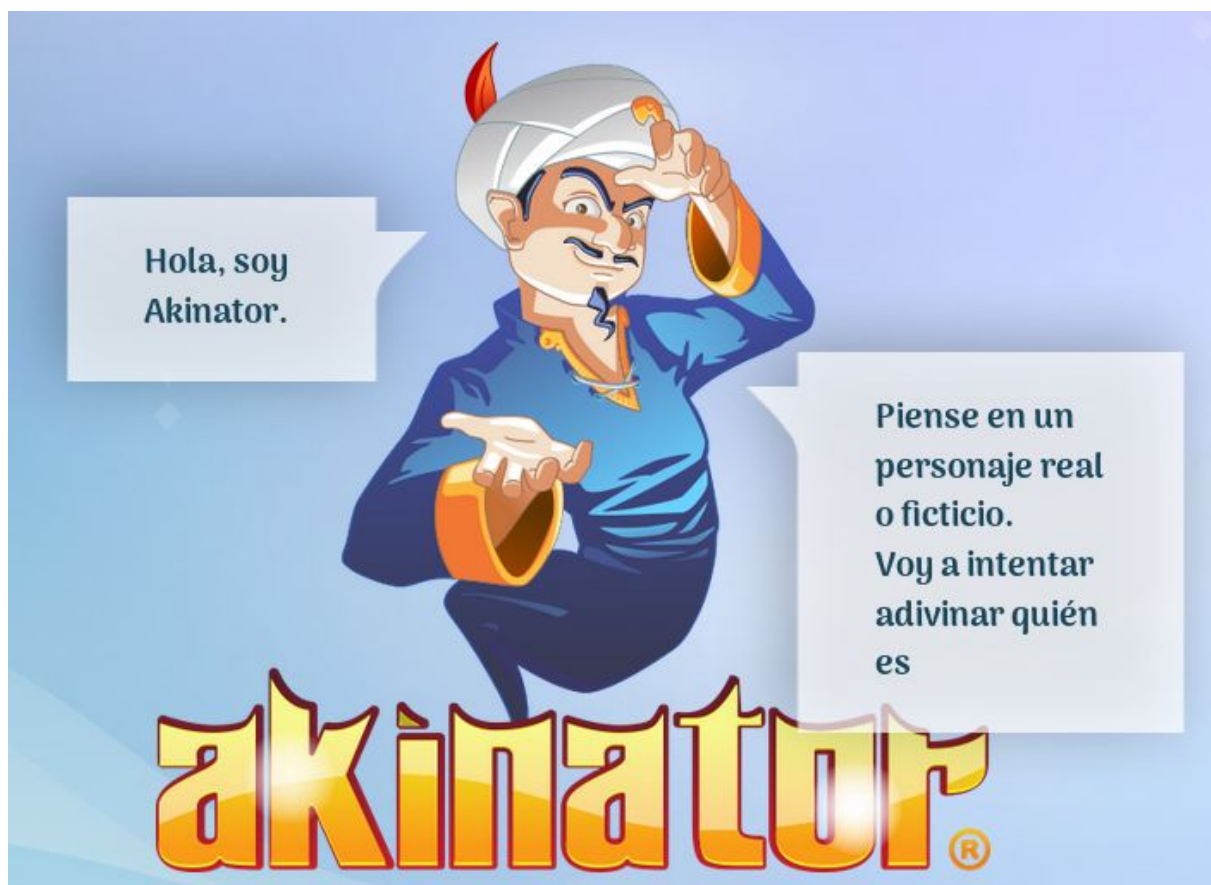 Hola, soy
Akinator.
Piense en un
personaje real
o ficticio.
Voy a intentar
adivinar quién
es
akinator®